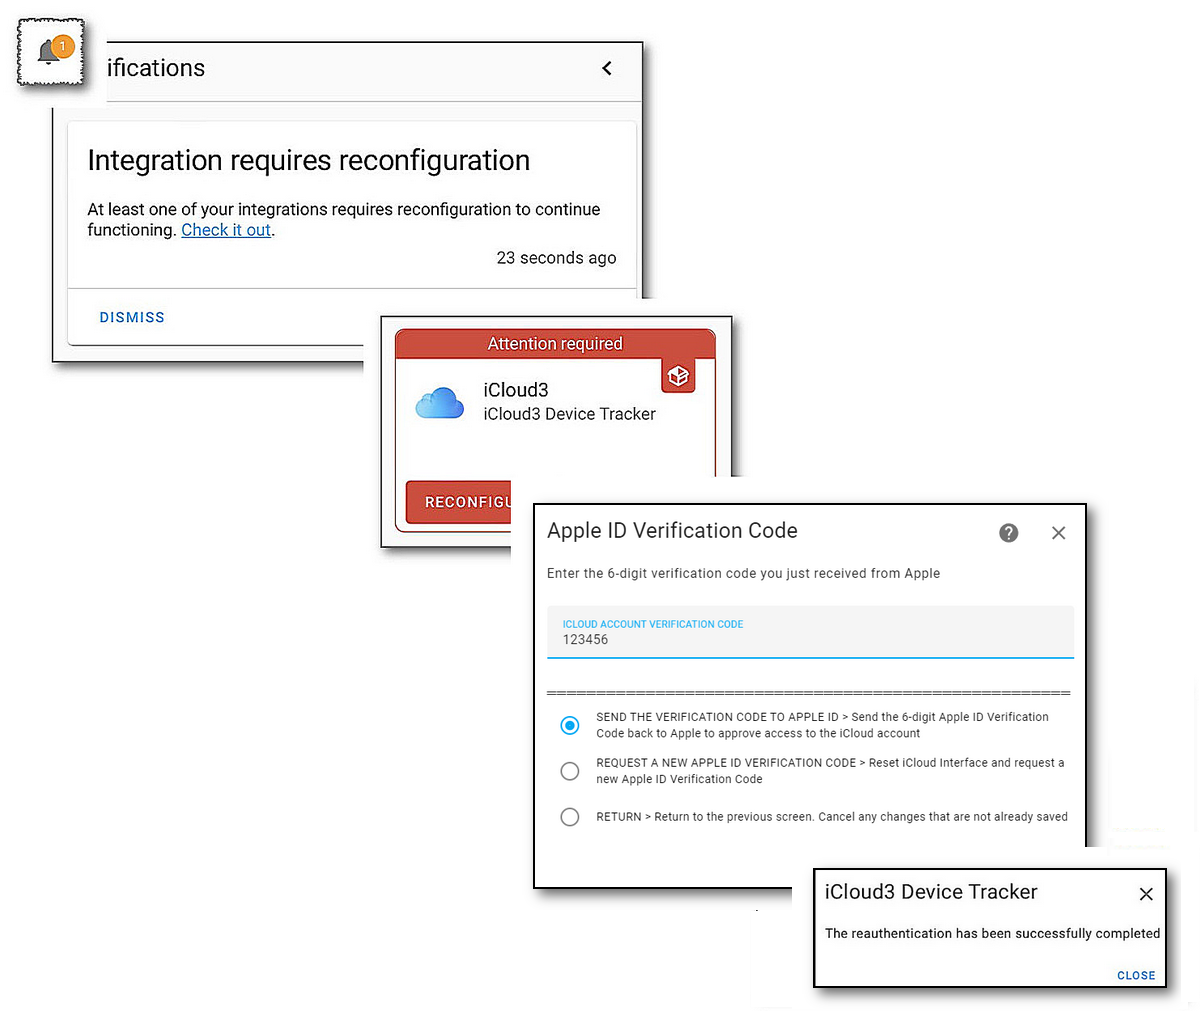 1
ifications
Integration requires reconfiguration
At least one of your integrations requires reconfiguration to continue
functioning. Check it out.
23 seconds ago
DISMISS
Attention required
iCloud3
iCloud3 Device Tracker
RECONFIGU
Apple ID Verification Code
Enter the 6-digit verification code you just received from Apple
ICLOUD ACCOUNT VERIFICATION CODE
123456
SEND THE VERIFICATION CODE TO APPLE ID > Send the 6-digit Apple ID Verification
Code back to Apple to approve access to the iCloud account
REQUEST A NEW APPLE ID VERIFICATION CODE > Reset iCloud Interface and request a
new Apple ID Verification Code
RETURN > Return to the previous screen. Cancel any changes that are not already saved
iCloud3 Device Tracker
The reauthentication has been successfully completed
CLOSE